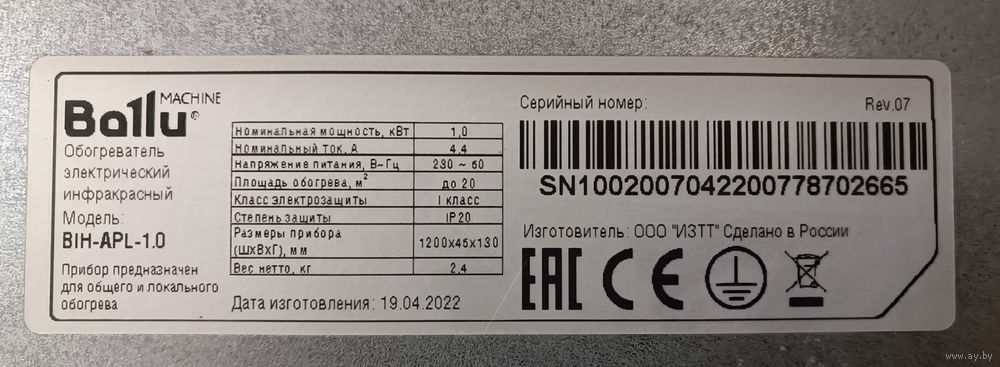 Ballu MACHINE ®
Обогреватель
электрический
инфракрасный
Модель:
BIH-APL-1.0
Прибор предназначен
для общего и локального
обогрева
Номинальная мощность, кВт 1,0
Номинальный ток, А 4,4
Напряжение питания, В~Гц 230 ~ 50
Площадь обогрева, м² до 20
Класс электрозащиты I класс
Степень защиты IP20
Размеры прибора
(ШхВхГ), мм 1200x45x130
Вес нетто, кг 2,4
Дата изготовления: 19.04.2022
Серийный номер: Rev.07
SN1002007042200778702665
Изготовитель: ООО "ИЗТТ" Сделано в России
EAC CE
www.ay.by